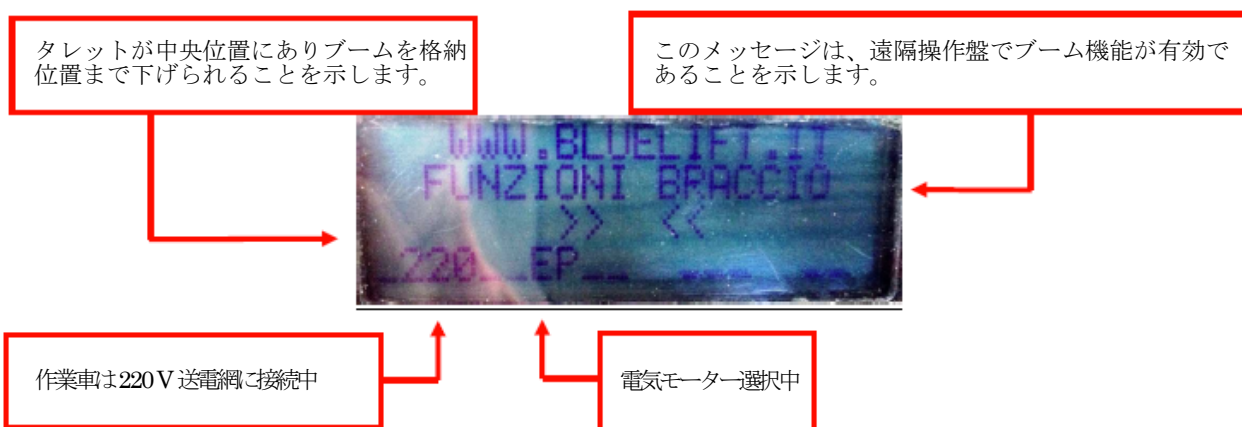 タレットが中央位置にありブームを格納
位置まで下げられることを示します。
このメッセージは、遠隔操作盤でブーム機能が有効で
あることを示します。
WWW.BLUELIFT.IT
FUNZIONI BRACCIO
>> <<
_220__EP__ ___ __
作業車は220V送電網に接続中
電気モーター選択中